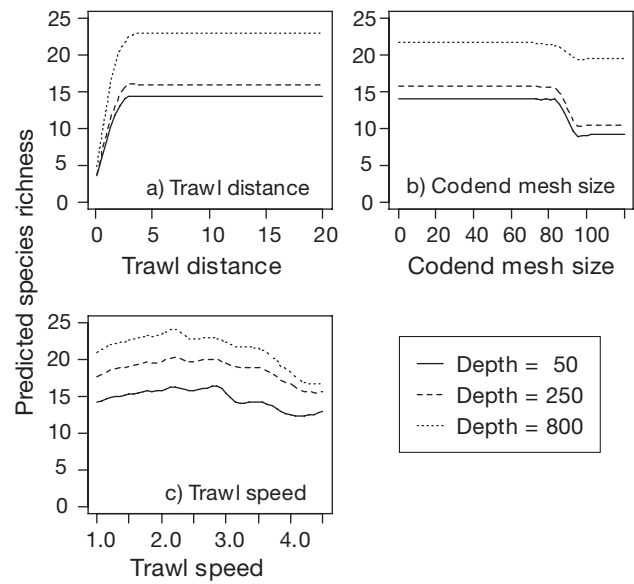 Predicted species richness
25
20
15
10
5
0
a) Trawl distance
0 5 10 15 20
Trawl distance
25
20
15
10
5
0
b) Codend mesh size
0 20 40 60 80 100
Codend mesh size
25
20
15
10
5
0
c) Trawl speed
1.0 2.0 3.0 4.0
Trawl speed
Depth = 50
Depth = 250
Depth = 800